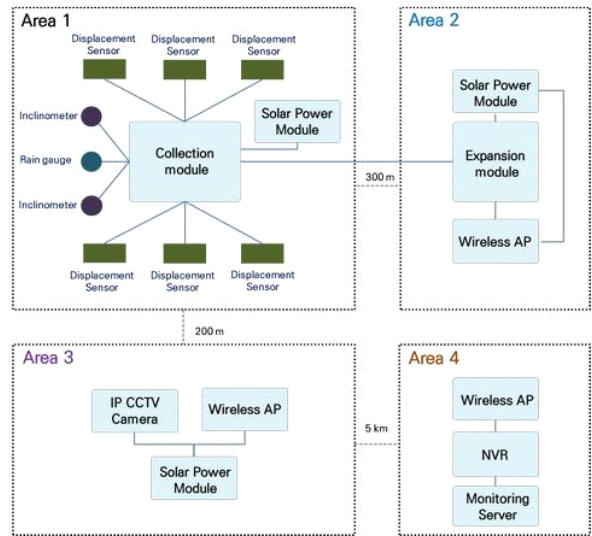 Area 1
Displacement
Sensor
Displacement
Sensor
Displacement
Sensor
Inclinometer
Rain gauge
Inclinometer
Collection
module
Solar Power
Module
Displacement
Sensor
Displacement
Sensor
Displacement
Sensor
300 m
Area 2
Solar Power
Module
Expansion
module
Wireless AP
200 m
Area 3
IP CCTV
Camera
Wireless AP
Solar Power
Module
5 km
Area 4
Wireless AP
NVR
Monitoring
Server